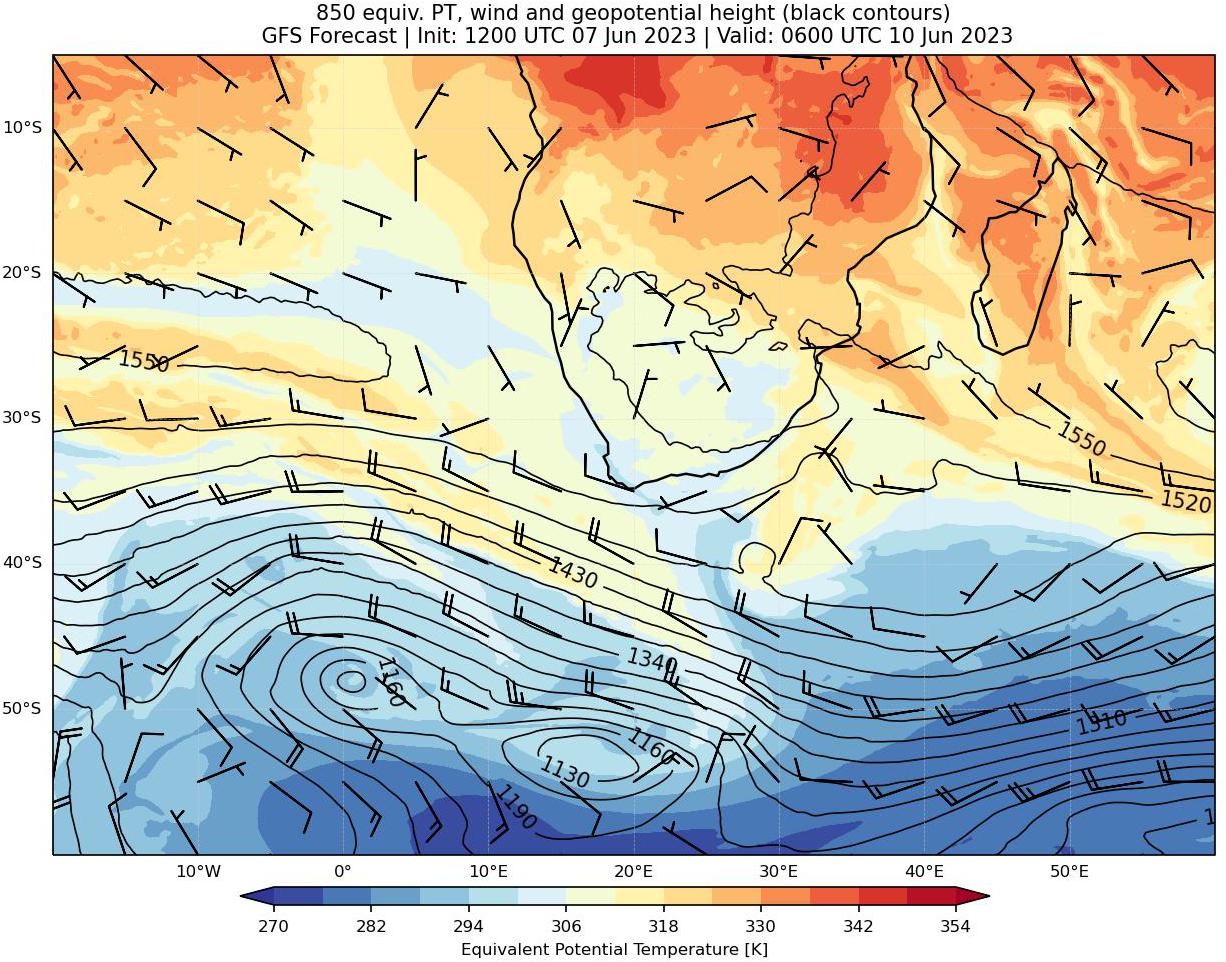 850 equiv. PT, wind and geopotential height (black contours)
GFS Forecast | Init: 1200 UTC 07 Jun 2023 | Valid: 0600 UTC 10 Jun 2023
10°S
20°S
1550
30°S
1550
1520
40°S
1430
1340
1160
50°S
1310
1160
1130
1190
1
10°W 0° 10°E 20°E 30°E 40°E 50°E
270 282 294 306 318 330 342 354
Equivalent Potential Temperature [K]